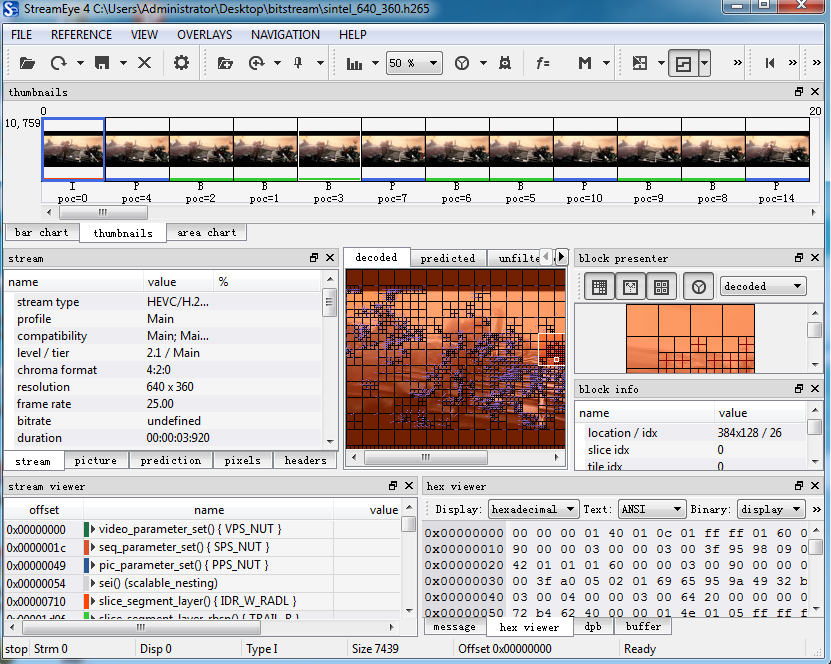 StreamEye 4 C:\Users\Administrator\Desktop\bitstream\sintel_640_360.h265
FILE REFERENCE VIEW OVERLAYS NAVIGATION HELP
50 % f= M » »
thumbnails
0 20
10,759
I P B B B P B B P B B P
poc=0 poc=4 poc=2 poc=1 poc=3 poc=7 poc=6 poc=5 poc=10 poc=9 poc=8 poc=14
bar chart thumbnails area chart
stream
name value %
stream type HEVC/H.2...
profile Main
compatibility Main; Mai...
level / tier 2.1 / Main
chroma format 4:2:0
resolution 640 x 360
frame rate 25.00
bitrate undefined
duration 00:00:03:920
stream picture prediction pixels headers
decoded predicted unfilte
block presenter
decoded
block info
name value
location / idx 384x128 / 26
slice idx 0
tile idx 0
stream viewer
offset name value
0x00000000 video_parameter_set() { VPS_NUT }
0x0000001c seq_parameter_set() { SPS_NUT }
0x00000049 pic_parameter_set() { PPS_NUT }
0x00000054 sei() (scalable_nesting)
0x00000710 slice_segment_layer() { IDR_W_RADL }
0x00001d06 slice_segment_layer_rbsp() { TRAIL_R }
hex viewer
Display: hexadecimal Text: ANSI Binary: display »
0x00000000 00 00 00 01 40 01 0c 01 ff ff 01 60 0
0x00000010 90 00 00 03 00 00 03 00 3f 95 98 09 0
0x00000020 42 01 01 01 60 00 00 03 00 90 00 00 0
0x00000030 00 3f a0 05 02 01 69 65 95 9a 49 32 b
0x00000040 03 00 04 00 03 00 64 20 00 00 00 0
0x00000050 72 b4 62 40 00 00 01 4e 01 05 ff ff f
message hex viewer dpb buffer
stop Strm 0 Disp 0 Type I Size 7439 Offset 0x00000000 Ready